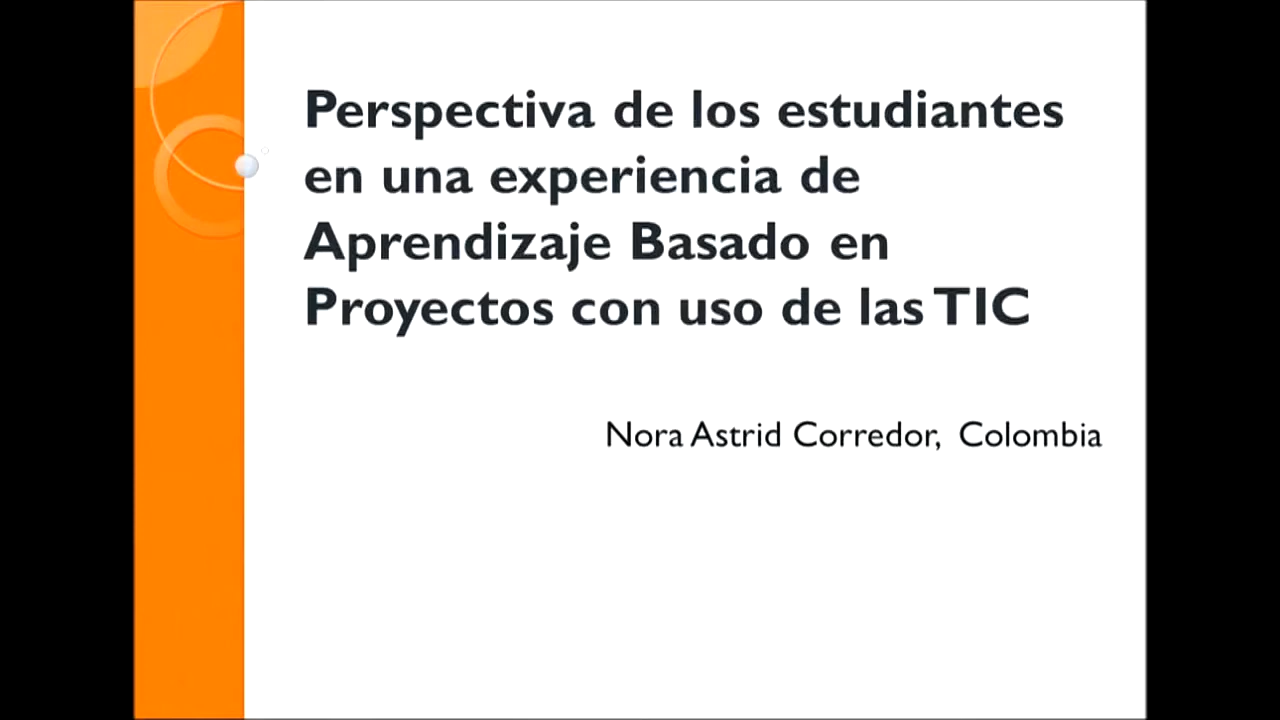 Perspectiva de los estudiantes
en una experiencia de
Aprendizaje Basado en
Proyectos con uso de las TIC
Nora Astrid Corredor, Colombia